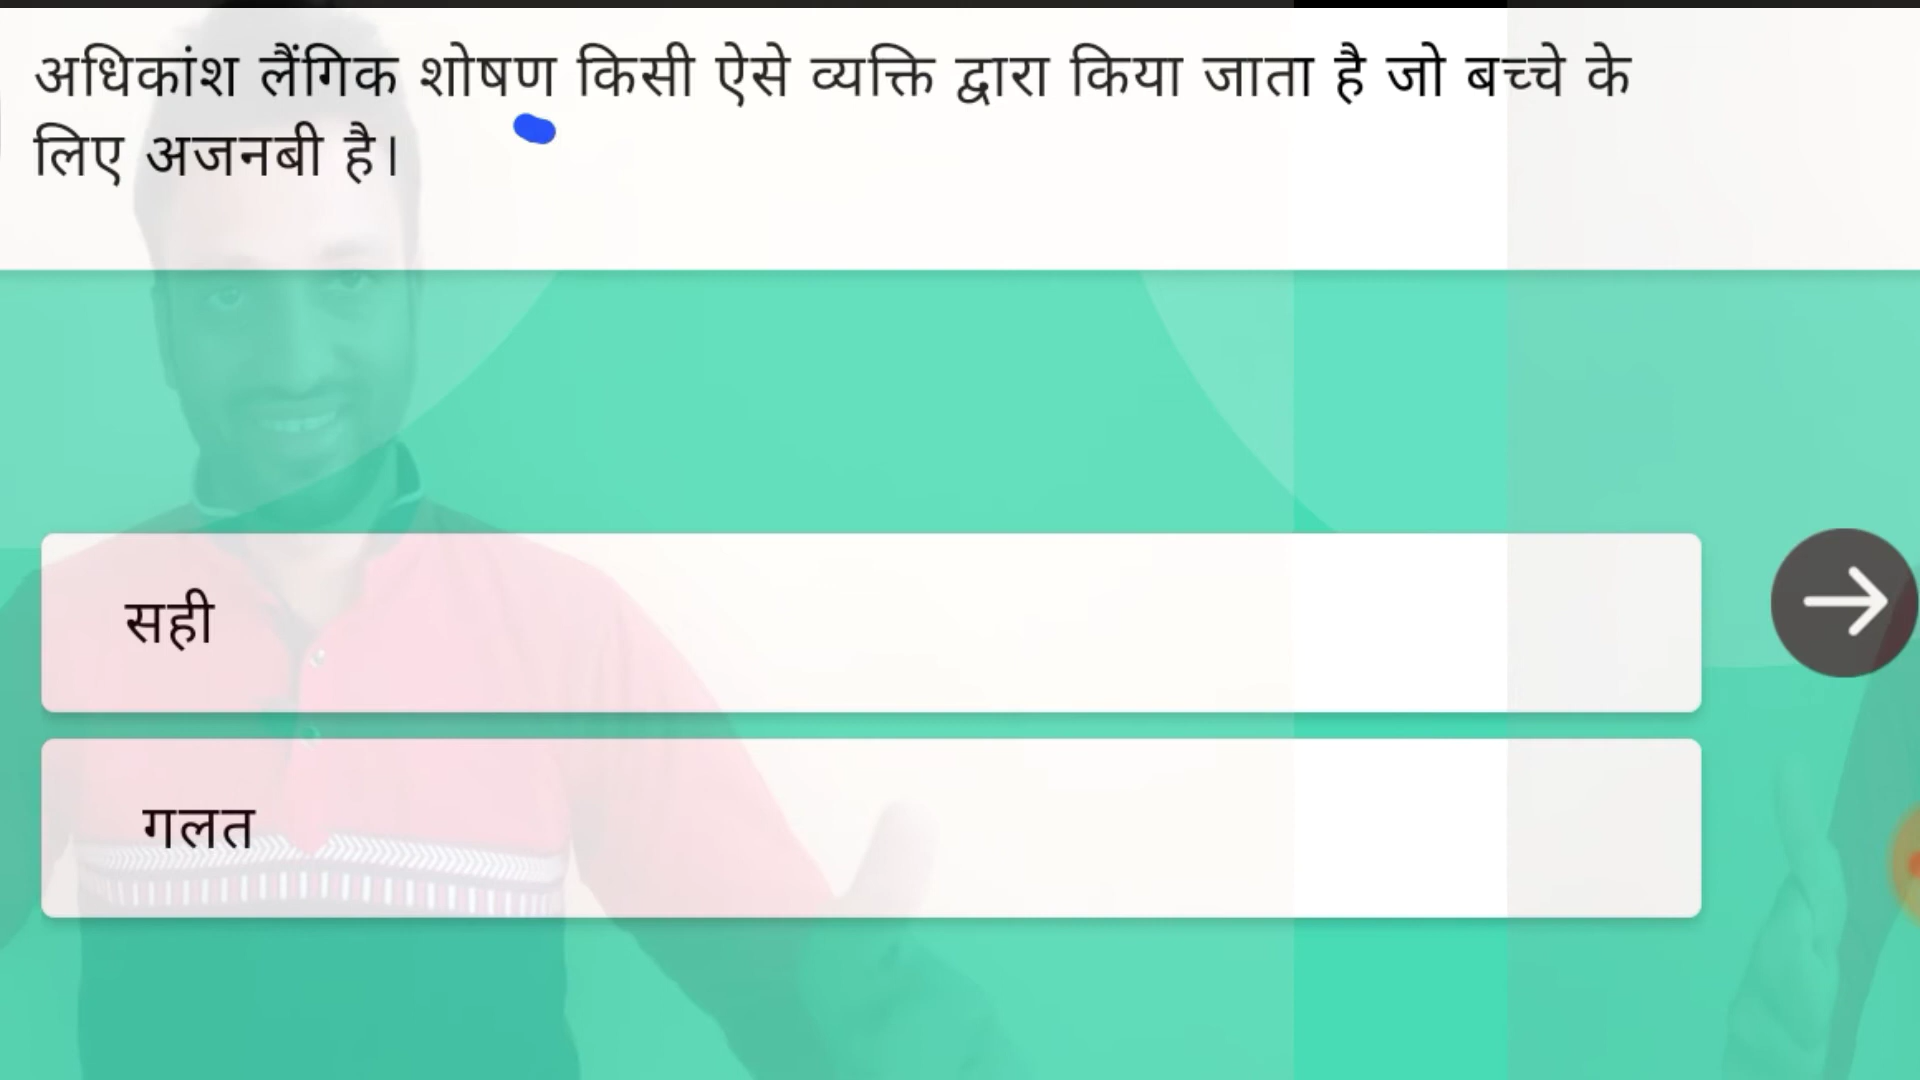 अधिकांश लैंगिक शोषण किसी ऐसे व्यक्ति द्वारा किया जाता है जो बच्चे के
लिए अजनबी है।
सही
गलत